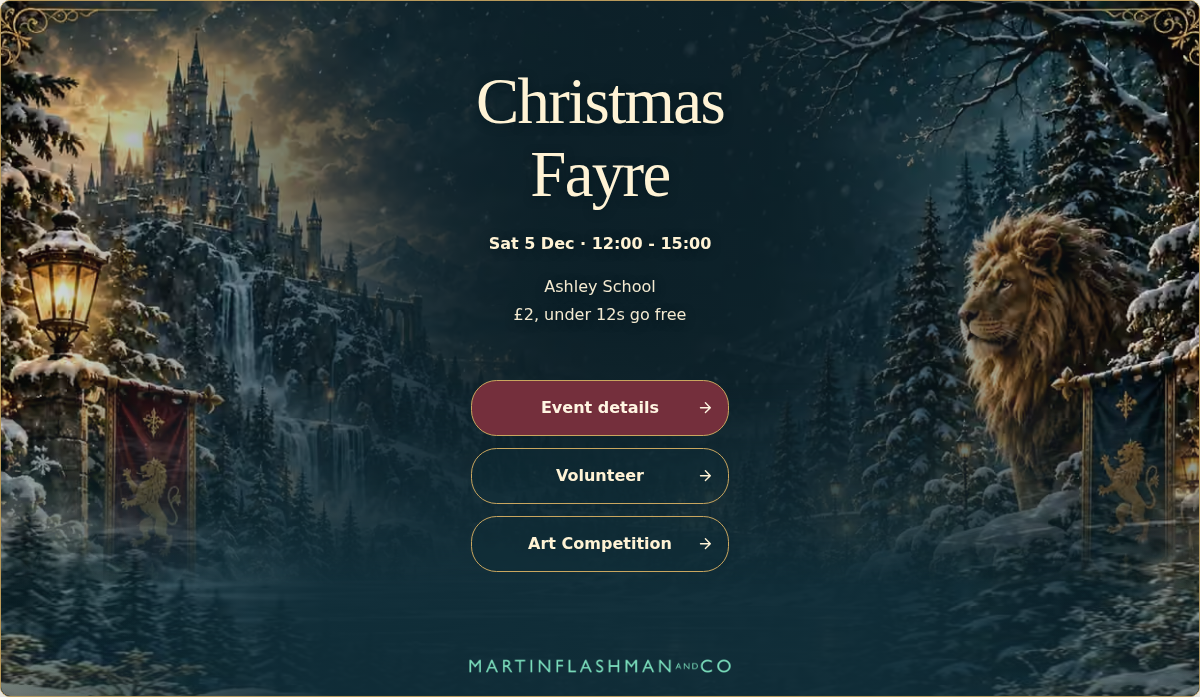 Christmas
Fayre
Sat 5 Dec · 12:00 - 15:00
Ashley School
£2, under 12s go free
Event details →
Volunteer →
Art Competition →
MARTINFLASHMANANDCO